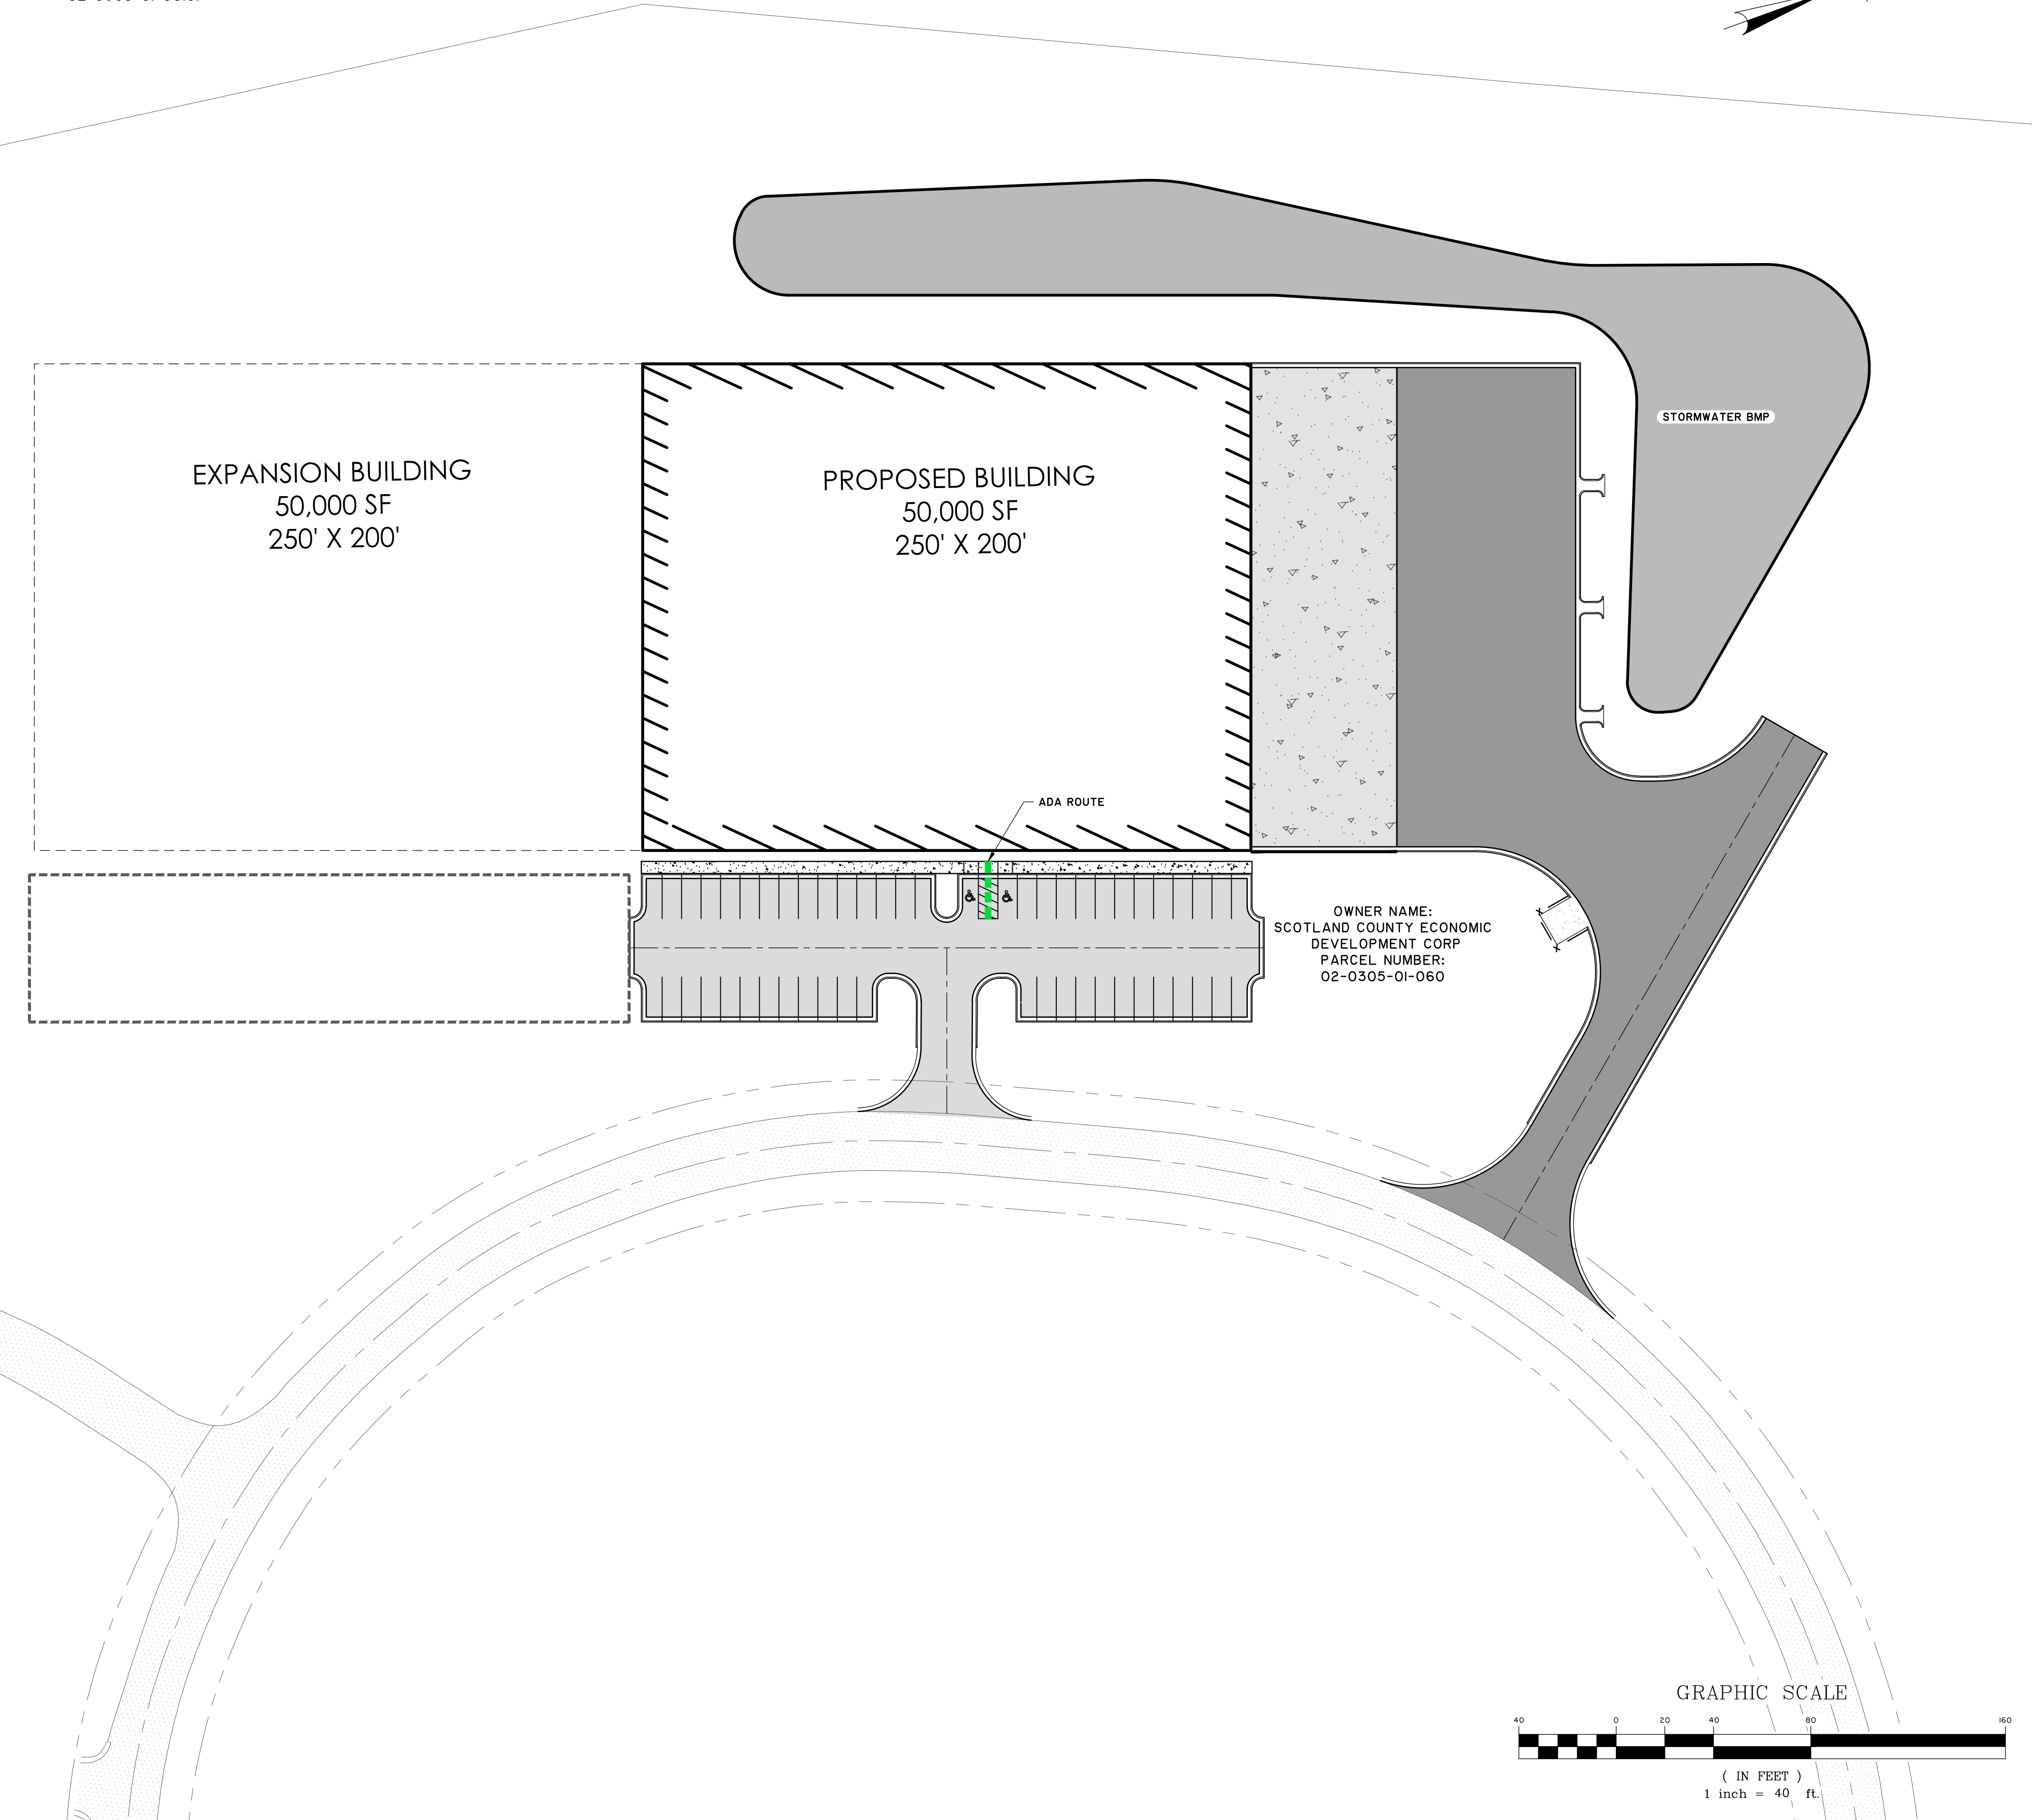 STORMWATER BMP
EXPANSION BUILDING
50,000 SF
250' X 200'
PROPOSED BUILDING
50,000 SF
250' X 200'
ADA ROUTE
OWNER NAME:
SCOTLAND COUNTY ECONOMIC
DEVELOPMENT CORP
PARCEL NUMBER:
02-0305-01-060
GRAPHIC SCALE
40 0 20 40 80 160
( IN FEET )
1 inch = 40 ft.